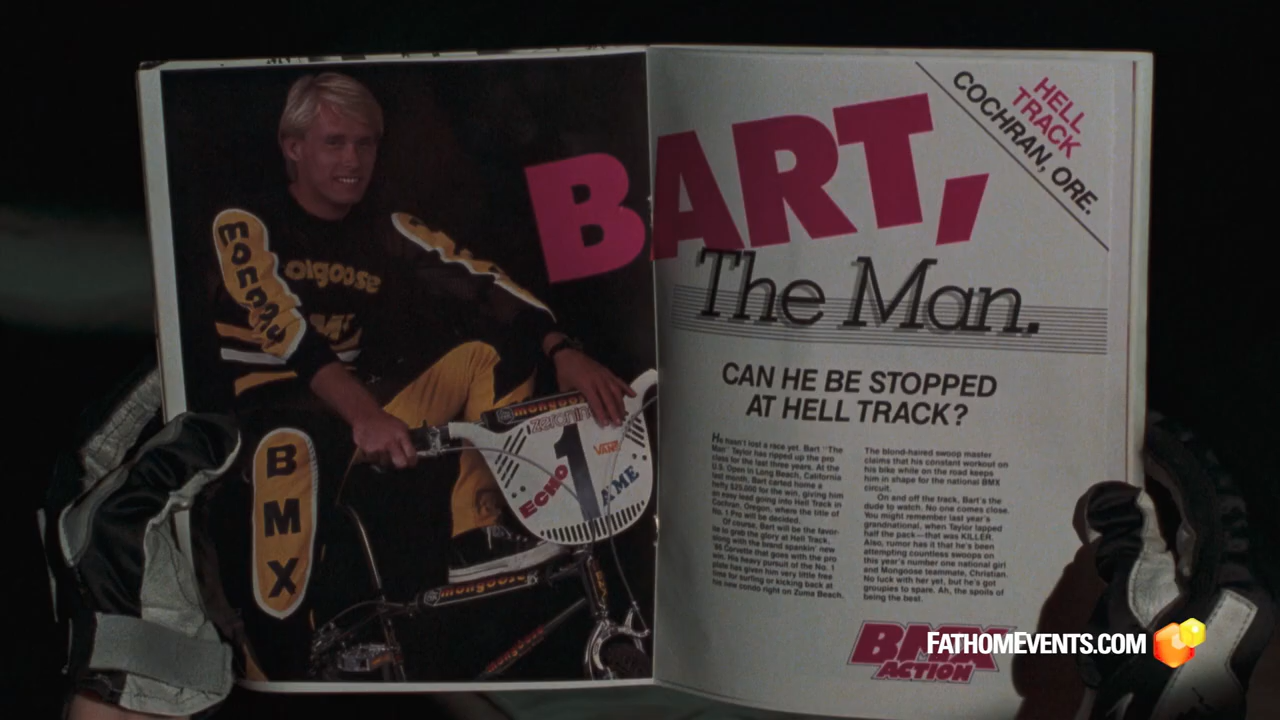 BART,
The Man.
HELL
TRACK
COCHRAN, ORE.
CAN HE BE STOPPED
AT HELL TRACK?
He hasn't lost a race yet. Bart "The
Man" Taylor has ripped up the pro
class for the last three years. At the
U.S. Open in Long Beach, California
last month, Bart carted home a
hefty $25,000 for the win, giving him
an easy lead going into Hell Track in
Cochran, Oregon, where the title of
No. 1 Pro will be decided.
Of course, Bart will be the favor-
ite to grab the glory at Hell Track,
along with the brand spankin' new
'86 Corvette that goes with the pro
win. His heavy pursuit of the No. 1
plate has given him very little free
time for surfing or kicking back at
his new condo right on Zuma Beach.
The blond-haired swoop master
claims that his constant workout on
his bike while on the road keeps
him in shape for the national BMX
circuit.
On and off the track, Bart's the
dude to watch. No one comes close.
You might remember last year's
grandnational, when Taylor lapped
half the pack—that was KILLER.
Also, rumor has it that he's been
attempting countless swoops on
this year's number one national girl
and Mongoose teammate, Christian.
No luck with her yet, but he's got
groupies to spare. Ah, the spoils of
being the best.
BMX
ACTION
FATHOMEVENTS.COM
mongoose
BMX
mongoose
1
VANS
ECHO
AME
mongoose